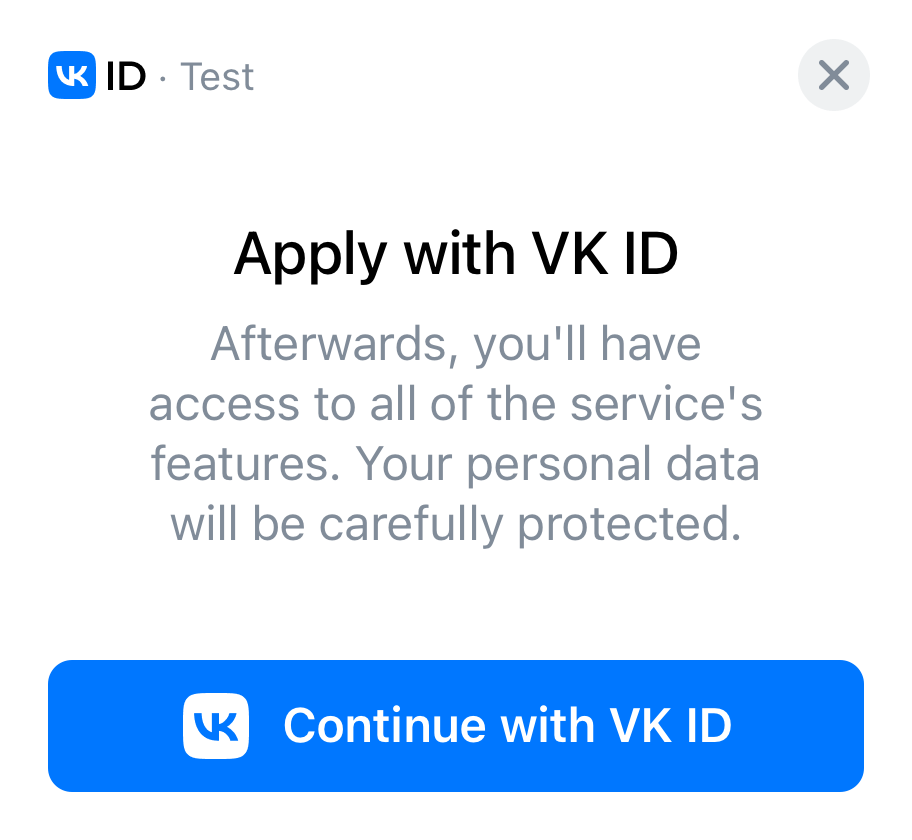 VK ID · Test
Apply with VK ID
Afterwards, you'll have
access to all of the service's
features. Your personal data
will be carefully protected.
VK Continue with VK ID